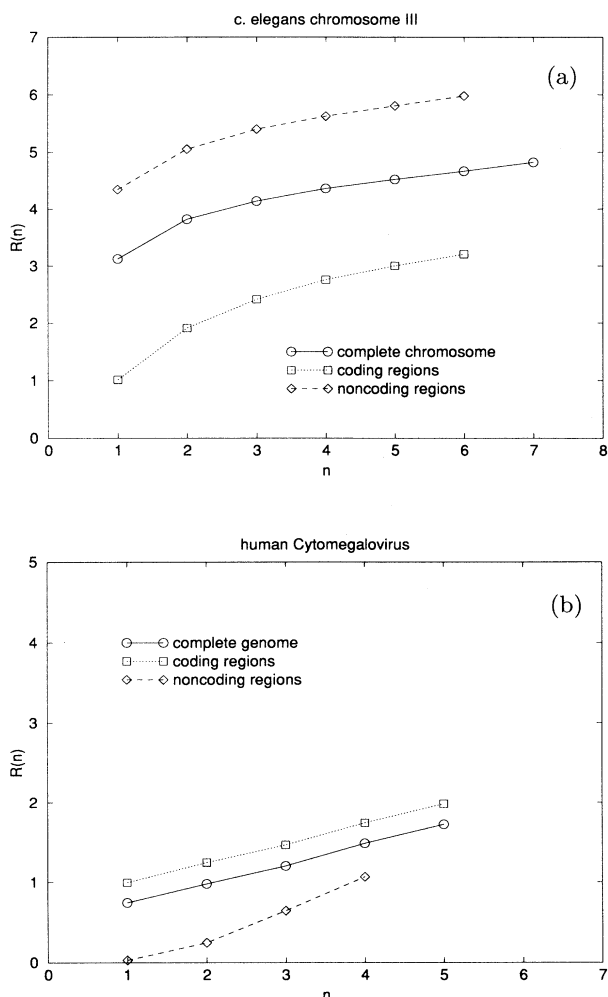 c. elegans chromosome III
(a)
7
6
5
4
3
2
1
0
R(n)
complete chromosome
coding regions
noncoding regions
0 1 2 3 4 5 6 7 8
n
human Cytomegalovirus
(b)
5
4
3
2
1
0
R(n)
complete genome
coding regions
noncoding regions
0 1 2 3 4 5 6 7
n